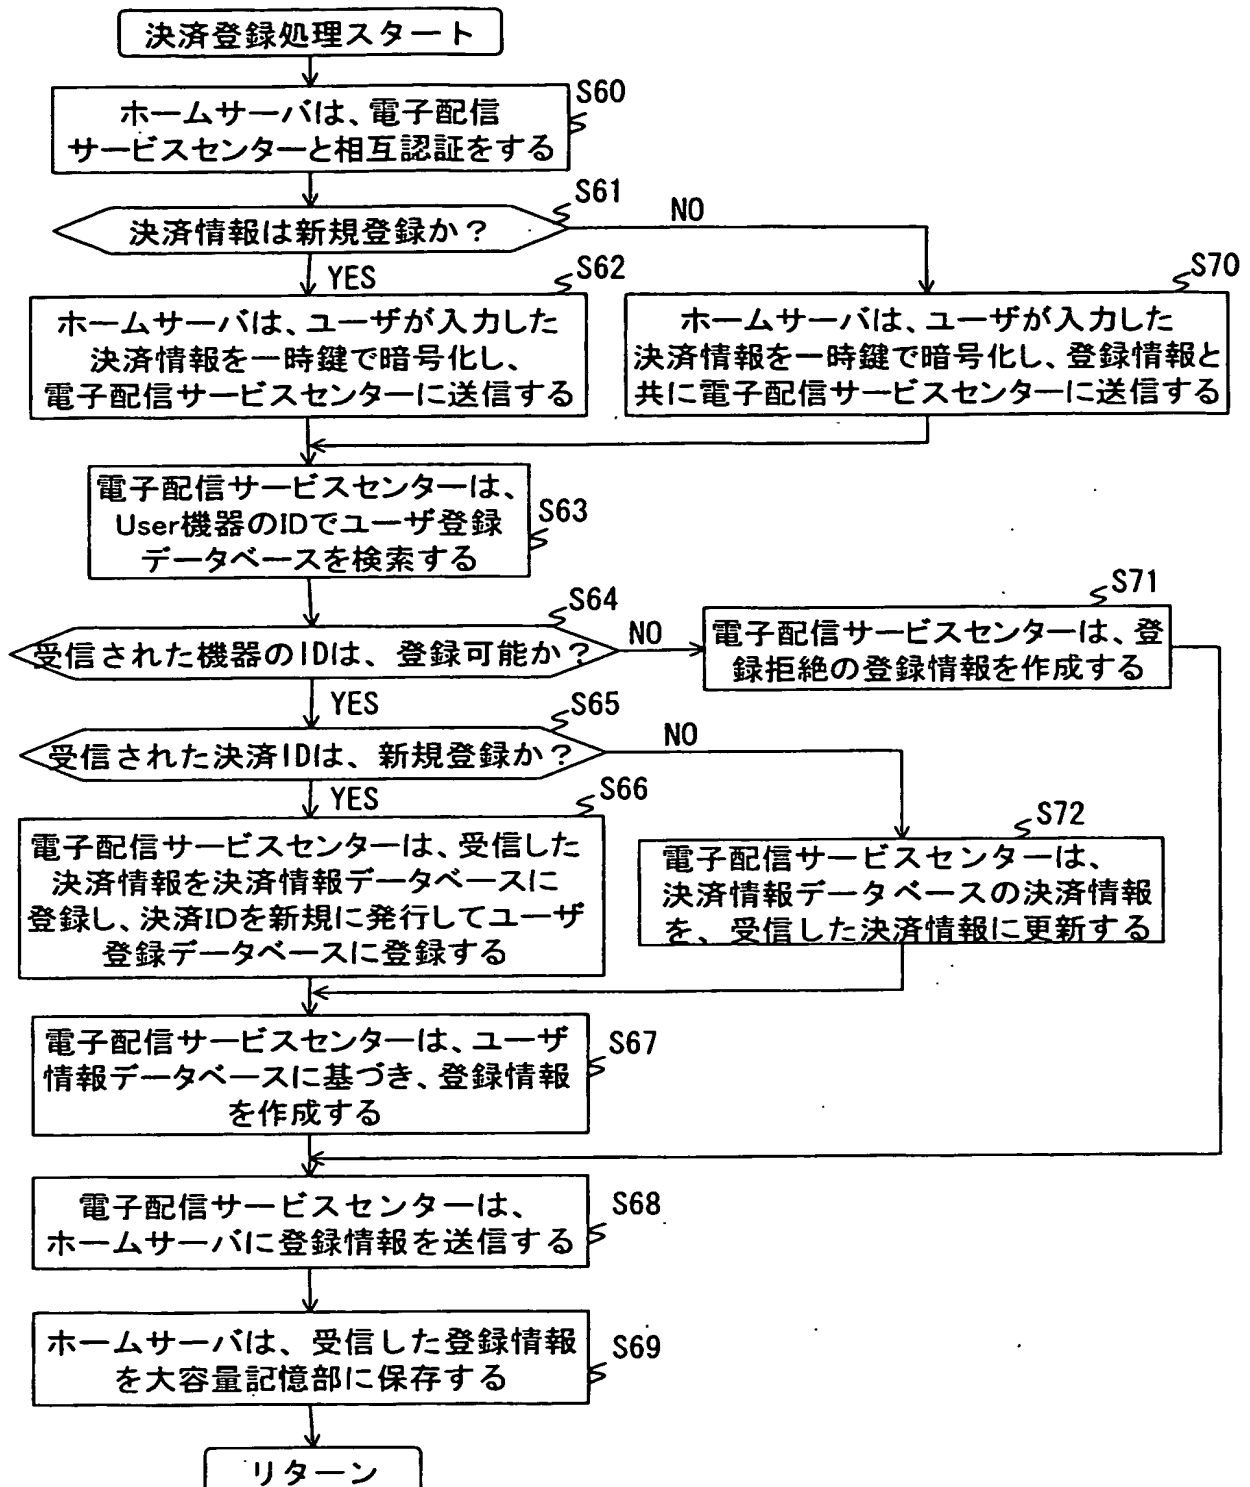 決済登録処理スタート
S60
ホームサーバは、電子配信
サービスセンターと相互認証をする
S61
決済情報は新規登録か?
NO
YES
S62
ホームサーバは、ユーザが入力した
決済情報を一時鍵で暗号化し、
電子配信サービスセンターに送信する
S70
ホームサーバは、ユーザが入力した
決済情報を一時鍵で暗号化し、登録情報と
共に電子配信サービスセンターに送信する
電子配信サービスセンターは、
User機器のIDでユーザ登録
データベースを検索する
S63
S64
受信された機器のIDは、登録可能か?
NO
S71
電子配信サービスセンターは、登
録拒絶の登録情報を作成する
YES
S65
受信された決済IDは、新規登録か?
NO
YES
S66
電子配信サービスセンターは、受信した
決済情報を決済情報データベースに
登録し、決済IDを新規に発行してユーザ
登録データベースに登録する
S72
電子配信サービスセンターは、
決済情報データベースの決済情報
を、受信した決済情報に更新する
電子配信サービスセンターは、ユーザ
情報データベースに基づき、登録情報
を作成する
S67
電子配信サービスセンターは、
ホームサーバに登録情報を送信する
S68
ホームサーバは、受信した登録情報
を大容量記憶部に保存する
S69
リターン